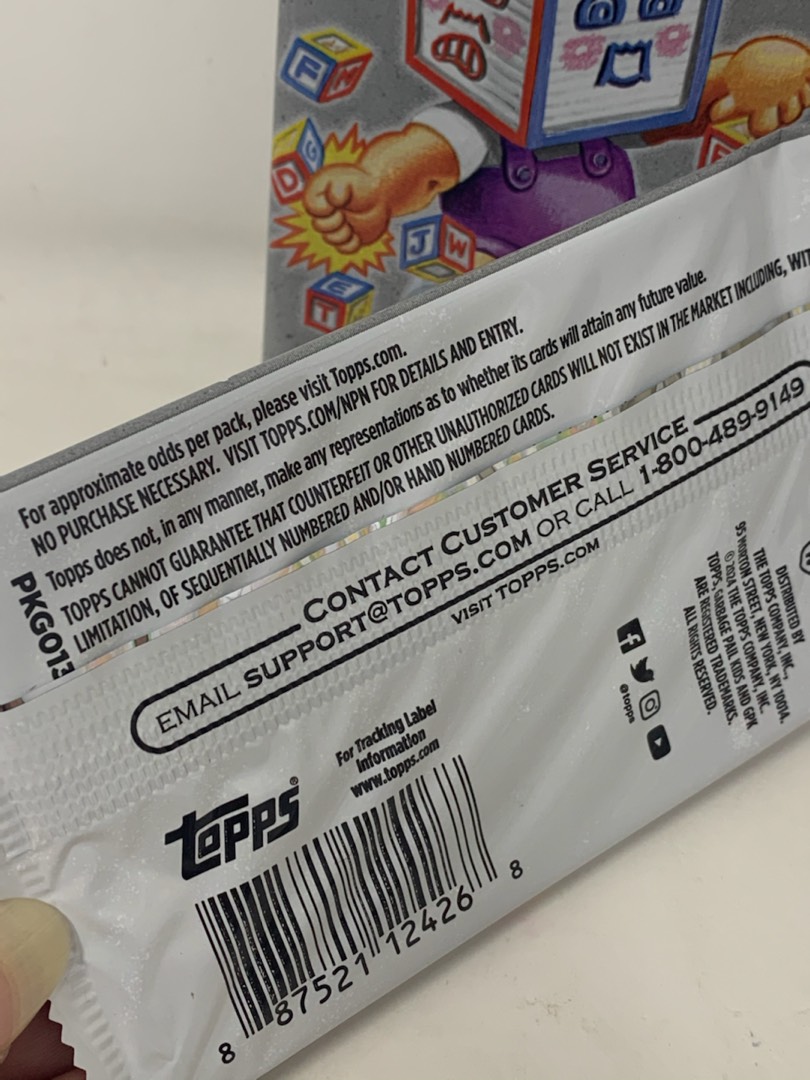 F M
D G
J W
E
T
For approximate odds per pack, please visit Topps.com.
NO PURCHASE NECESSARY. VISIT TOPPS.COM/NPN FOR DETAILS AND ENTRY.
Topps does not, in any manner, make any representations as to whether its cards will attain any future value.
TOPPS CANNOT GUARANTEE THAT COUNTERFEIT OR OTHER UNAUTHORIZED CARDS WILL NOT EXIST IN THE MARKET INCLUDING, WIT
LIMITATION, OF SEQUENTIALLY NUMBERED AND/OR HAND NUMBERED CARDS.
PKG013
CONTACT CUSTOMER SERVICE
EMAIL SUPPORT@TOPPS.COM OR CALL 1-800-489-9149
VISIT TOPPS.COM
DISTRIBUTED BY
THE TOPPS COMPANY, INC.,
95 MORTON STREET, NEW YORK, NY 10014.
©2024 THE TOPPS COMPANY, INC.
TOPPS, GARBAGE PAIL KIDS AND GPK
ARE REGISTERED TRADEMARKS.
ALL RIGHTS RESERVED.
@topps
For Tracking Label
Information
www.topps.com
topps®
8 87521 12426 8